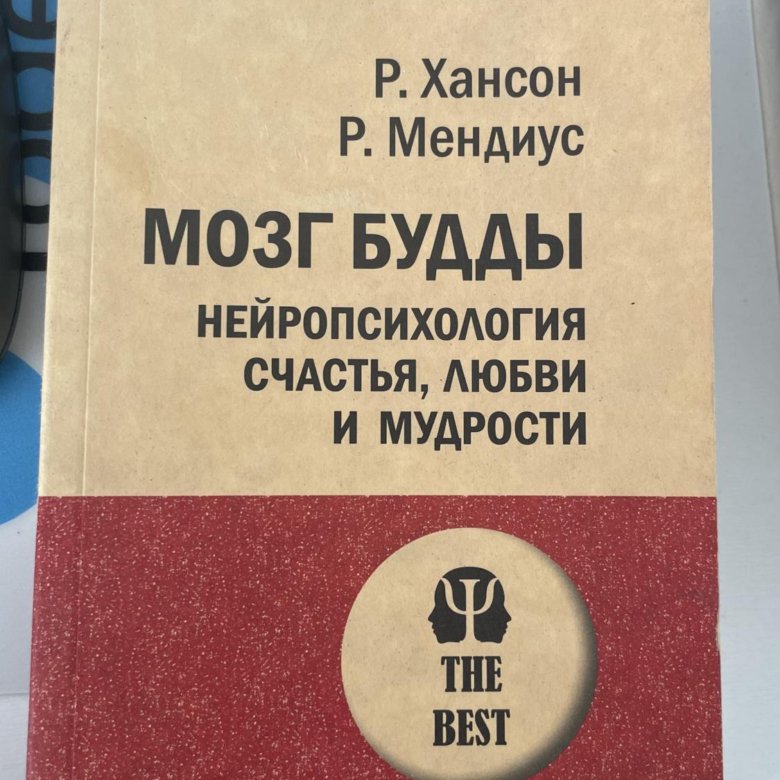 Р. Хансон
Р. Мендиус
МОЗГ БУДДЫ
НЕЙРОПСИХОЛОГИЯ
СЧАСТЬЯ, ЛЮБВИ
И МУДРОСТИ
Ψ
THE
BEST